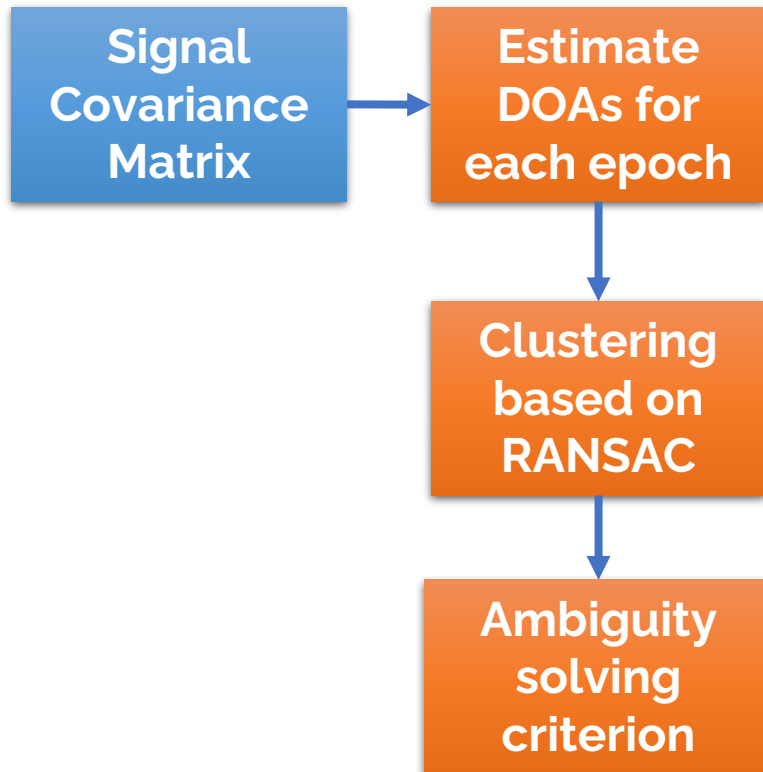 Signal
Covariance
Matrix
Estimate
DOAs for
each epoch
Clustering
based on
RANSAC
Ambiguity
solving
criterion